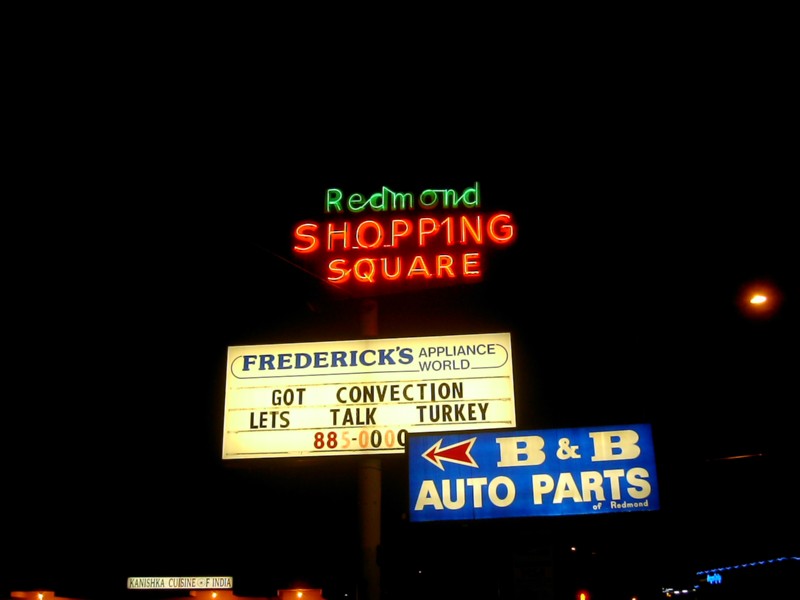 Redmond
SHOPPING
SQUARE
FREDERICK'S APPLIANCE WORLD
GOT CONVECTION
LETS TALK TURKEY
885-0000
B & B
AUTO PARTS
of Redmond
KANISHKA CUISINE OF INDIA